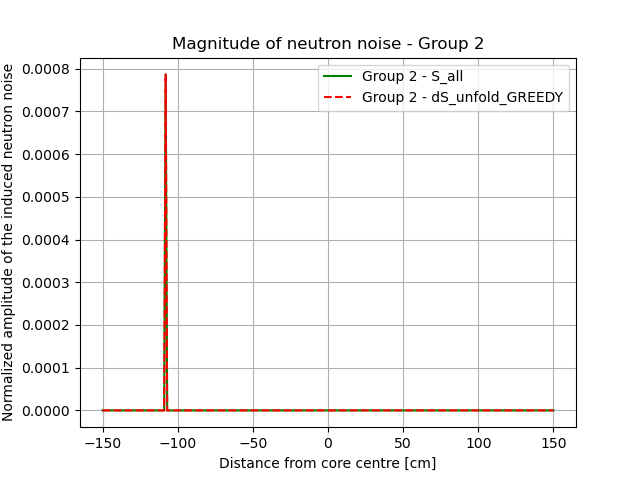 Magnitude of neutron noise - Group 2
Group 2 - S_all
Group 2 - dS_unfold_GREEDY
Normalized amplitude of the induced neutron noise
0.0008
0.0007
0.0006
0.0005
0.0004
0.0003
0.0002
0.0001
0.0000
−150 −100 −50 0 50 100 150
Distance from core centre [cm]